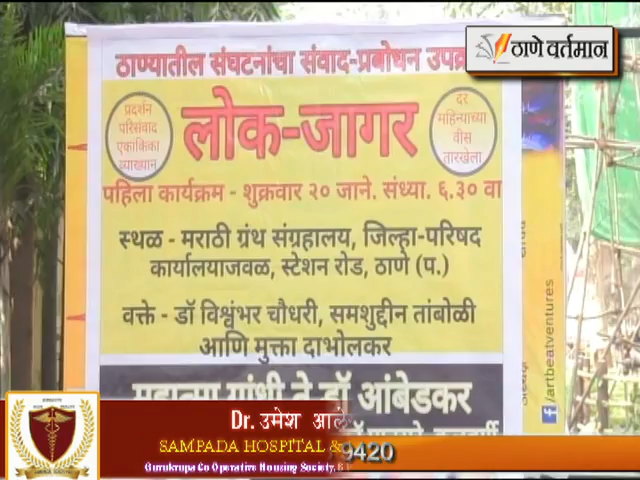 ठाणे वर्तमान
ठाण्यातील संघटनांचा संवाद-प्रबोधन
प्रदर्शन
परिसंवाद
एकांकिका
व्याख्यान
लोक-जागर
दर
महिन्याच्या
वीस
तारखेला
पहिला कार्यक्रम - शुक्रवार २० जाने. संध्या. ६.३० वा
स्थळ - मराठी ग्रंथ संग्रहालय, जिल्हा-परिषद
कार्यालयाजवळ, स्टेशन रोड, ठाणे (प.)
वक्ते - डॉ विश्वंभर चौधरी, समशुद्दीन तांबोळी
आणि मुक्ता दाभोलकर
महात्मा गांधी ते डॉ आंबेडकर
/artbeatventures
Dr. उमेश आले
SAMPADA HOSPITAL &
9420
Gurukrupa Co Operative Housing Society,